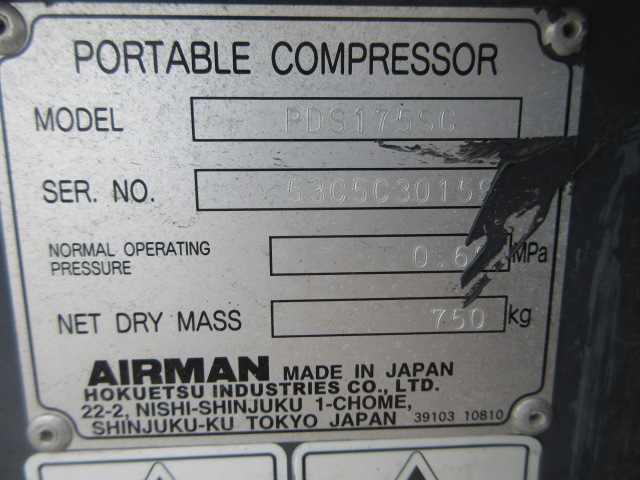 PORTABLE COMPRESSOR
MODEL PDS175SC
SER. NO.
NORMAL OPERATING
PRESSURE MPa
NET DRY MASS 750 kg
AIRMAN MADE IN JAPAN
HOKUETSU INDUSTRIES CO., LTD.
22-2, NISHI-SHINJUKU 1-CHOME,
SHINJUKU-KU TOKYO JAPAN 39103 10810